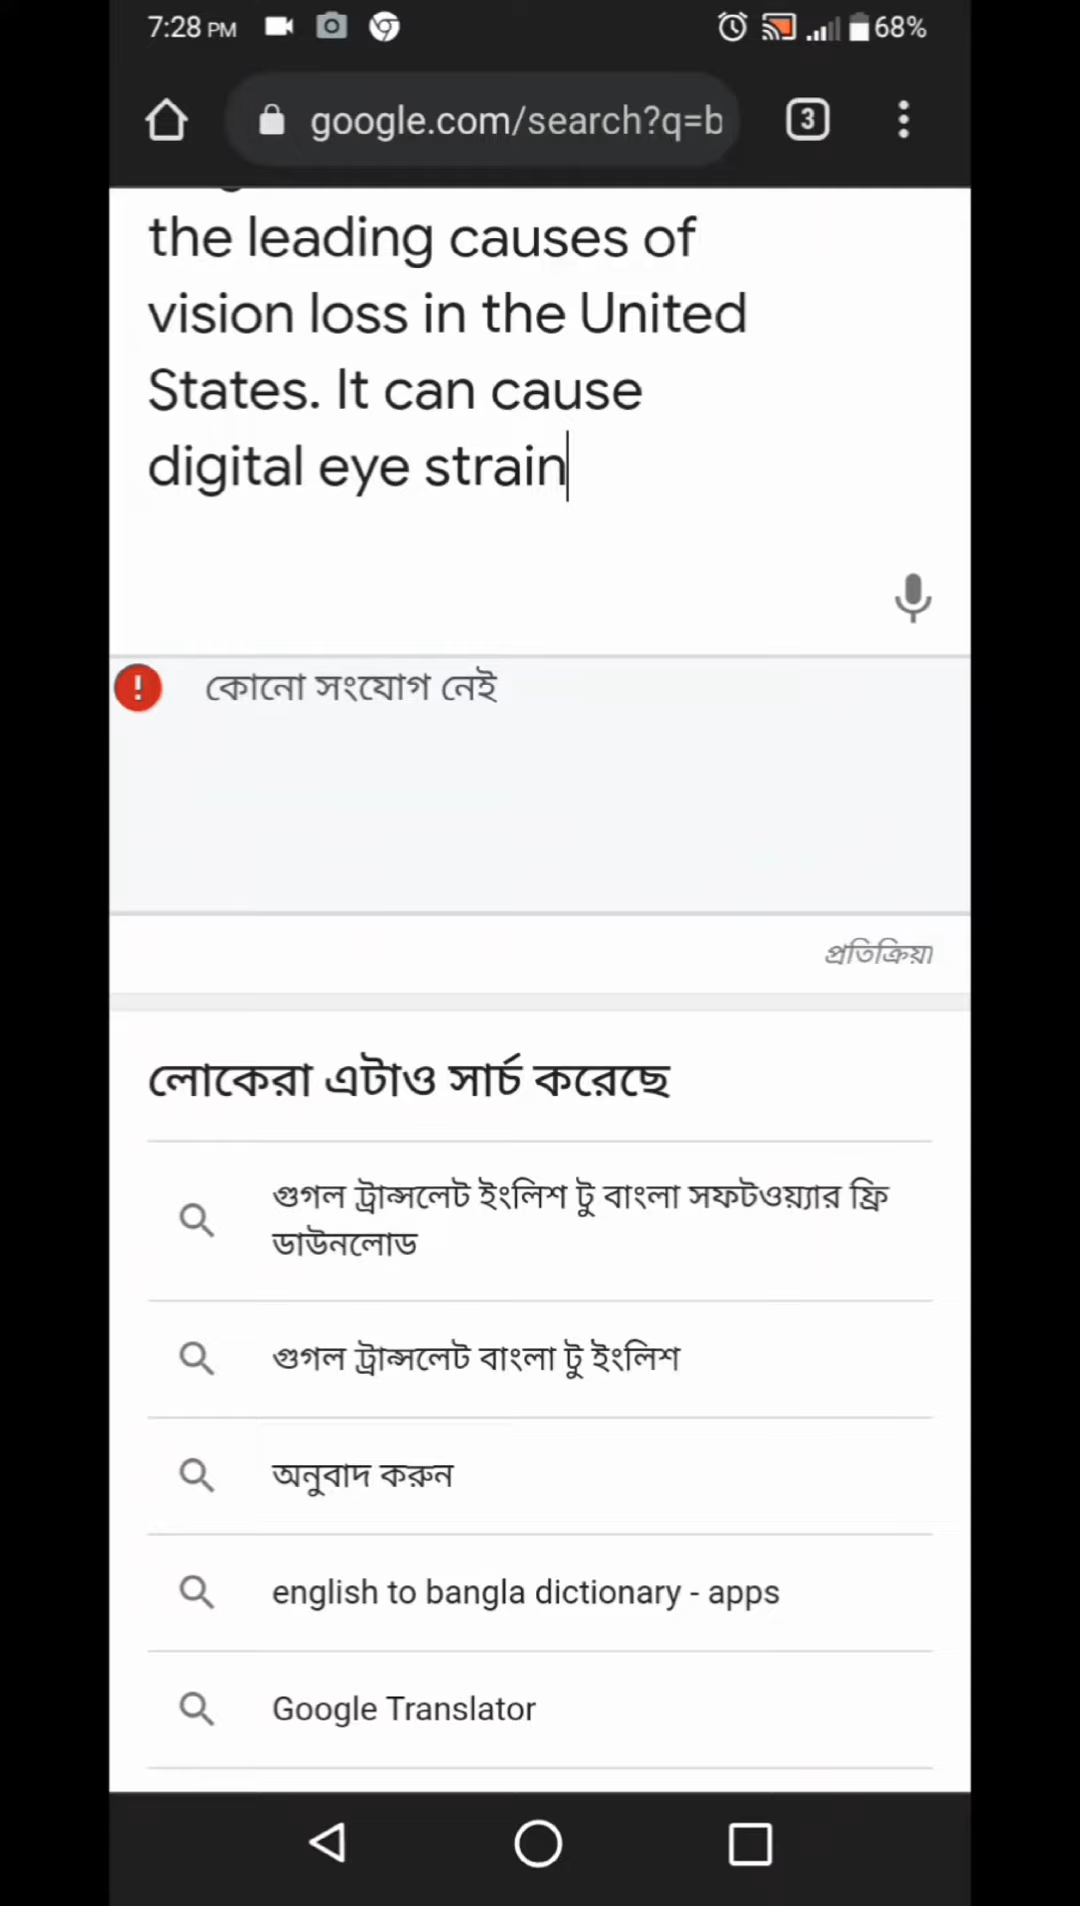 7:28 PM
68%
google.com/search?q=b
3
the leading causes of
vision loss in the United
States. It can cause
digital eye strain
কোনো সংযোগ নেই
প্রতিক্রিয়া
লোকেরা এটাও সার্চ করেছে
গুগল ট্রান্সলেট ইংলিশ টু বাংলা সফটওয়্যার ফ্রি
ডাউনলোড
গুগল ট্রান্সলেট বাংলা টু ইংলিশ
অনুবাদ করুন
english to bangla dictionary - apps
Google Translator